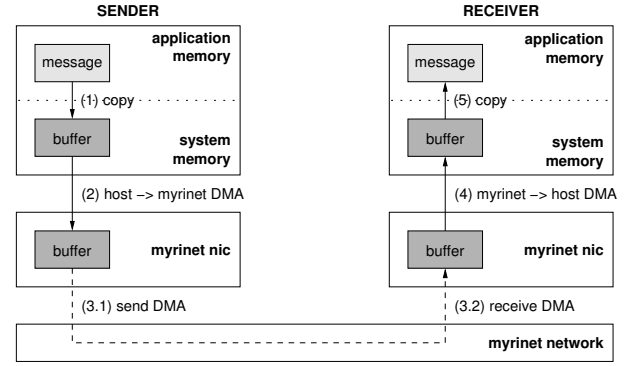 SENDER
application
memory
message
(1) copy
buffer
system
memory
(2) host −> myrinet DMA
buffer
myrinet nic
(3.1) send DMA
RECEIVER
application
memory
message
(5) copy
buffer
system
memory
(4) myrinet −> host DMA
buffer
myrinet nic
(3.2) receive DMA
myrinet network